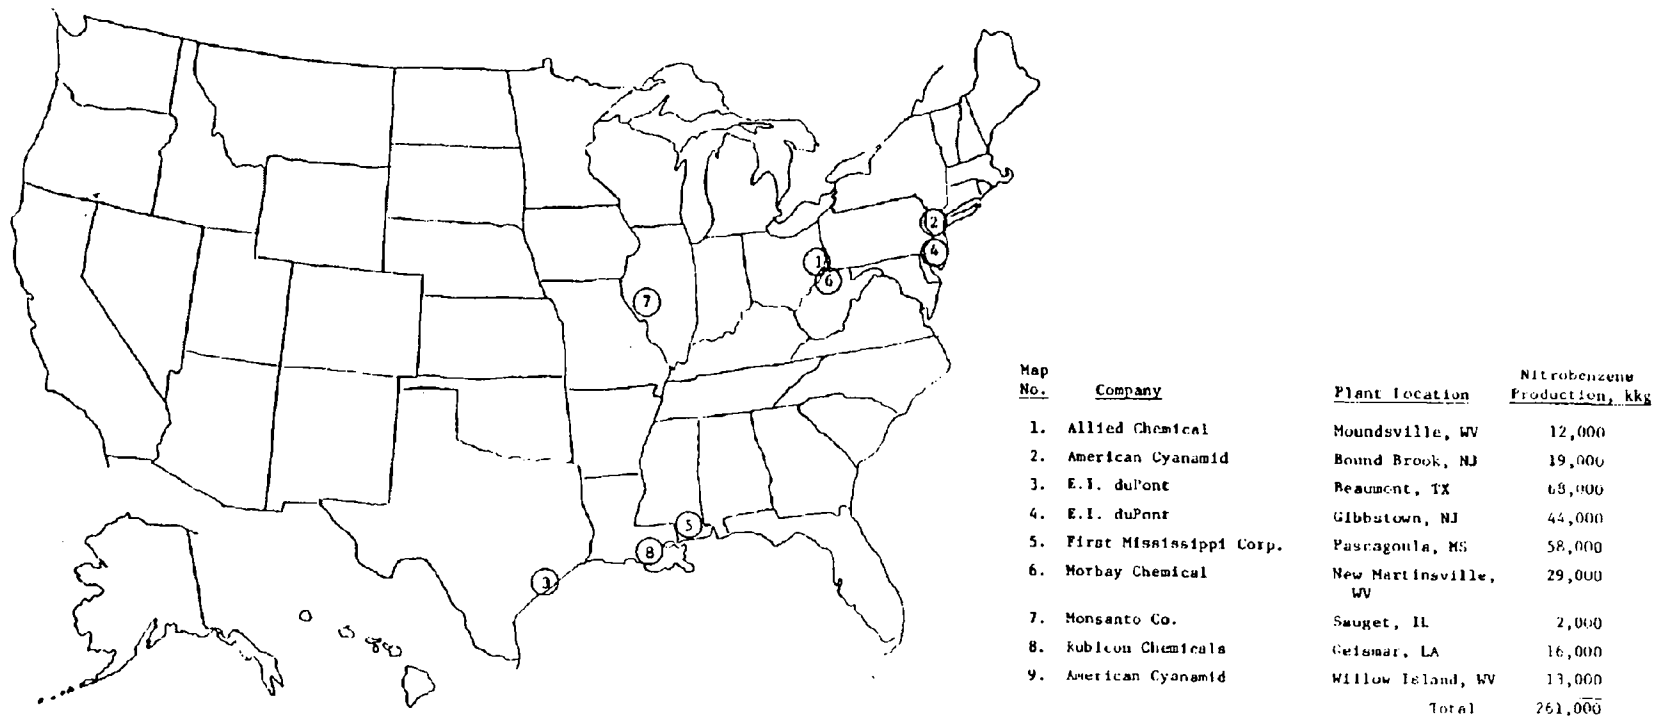 2
4
1
6
7
5
8
3
Map No. Company Plant Location Nitrobenzene Production, kkg
1. Allied Chemical Moundsville, WV 12,000
2. American Cyanamid Bound Brook, NJ 19,000
3. E.I. duPont Beaumont, TX 68,000
4. E.I. duPont Gibbstown, NJ 44,000
5. First Mississippi Corp. Pascagoula, MS 58,000
6. Morbay Chemical New Martinsville, 29,000
WV
7. Monsanto Co. Sauget, IL 2,000
8. Rubicon Chemicals Geismar, LA 16,000
9. American Cyanamid Willow Island, WV 13,000
Total 261,000